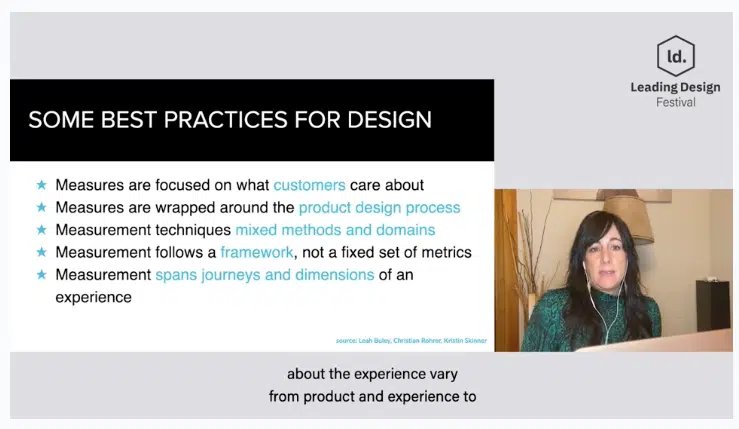 ld.
Leading Design
Festival
SOME BEST PRACTICES FOR DESIGN
Measures are focused on what customers care about
Measures are wrapped around the product design process
Measurement techniques mixed methods and domains
Measurement follows a framework, not a fixed set of metrics
Measurement spans journeys and dimensions of an
experience
source: Leah Buley, Christian Rohrer, Kristin Skinner
about the experience vary
from product and experience to